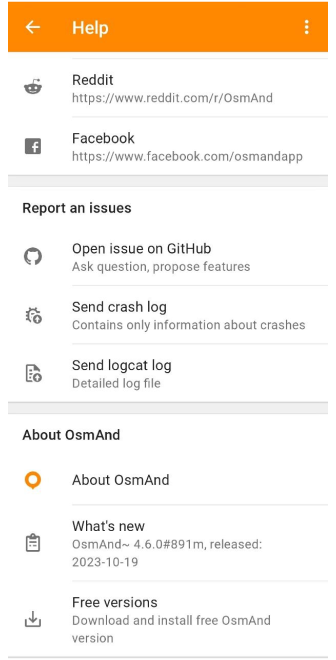 Help
Reddit
https://www.reddit.com/r/OsmAnd
Facebook
https://www.facebook.com/osmandapp
Report an issues
Open issue on GitHub
Ask question, propose features
Send crash log
Contains only information about crashes
Send logcat log
Detailed log file
About OsmAnd
About OsmAnd
What's new
OsmAnd~ 4.6.0#891m, released:
2023-10-19
Free versions
Download and install free OsmAnd
version